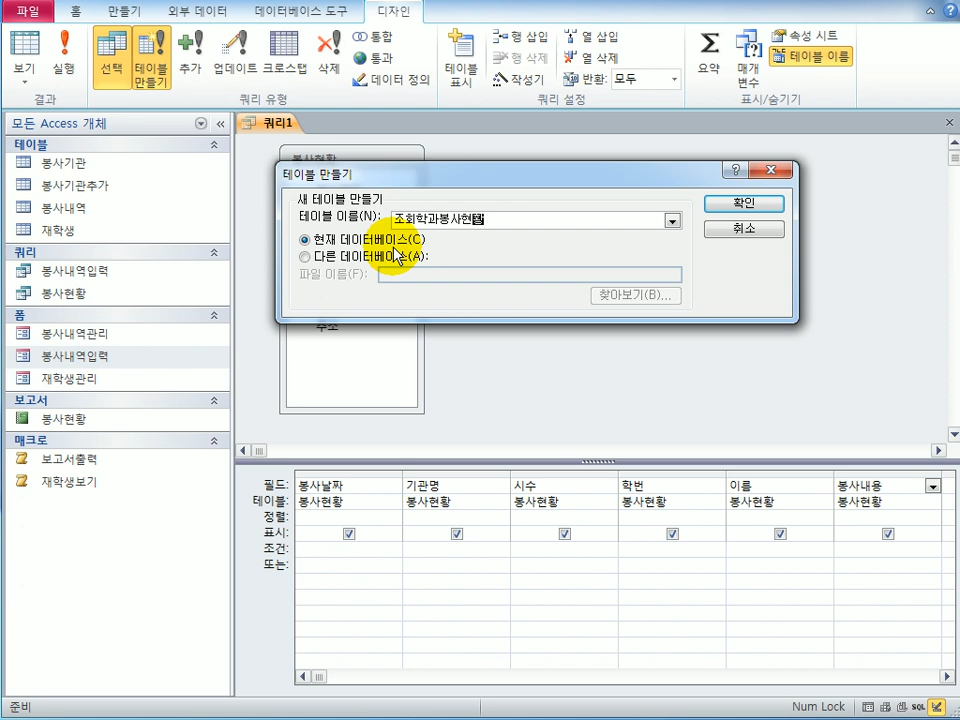 파일 홈 만들기 외부 데이터 데이터베이스 도구 디자인
보기 실행 선택 테이블 만들기 추가 업데이트 크로스탭 삭제 통합 통과 데이터 정의 테이블 표시 행 삽입 행 삭제 작성기 열 삽입 열 삭제 반환: 모두 요약 매개 변수 속성 시트 테이블 이름
결과 쿼리 유형 쿼리 설정 표시/숨기기
모든 Access 개체
테이블
봉사기관
봉사기관추가
봉사내역
재학생
쿼리
봉사내역입력
봉사현황
폼
봉사내역관리
봉사내역입력
재학생관리
보고서
봉사현황
매크로
보고서출력
재학생보기
쿼리1
봉사현황
테이블 만들기
새 테이블 만들기
테이블 이름(N): 조회학과봉사현황
현재 데이터베이스(C)
다른 데이터베이스(A):
파일 이름(F):
찾아보기(B)...
확인
취소
주소
필드: 봉사날짜 기관명 시수 학번 이름 봉사내용
테이블: 봉사현황 봉사현황 봉사현황 봉사현황 봉사현황 봉사현황
정렬:
표시:
조건:
또는:
준비 Num Lock SQL